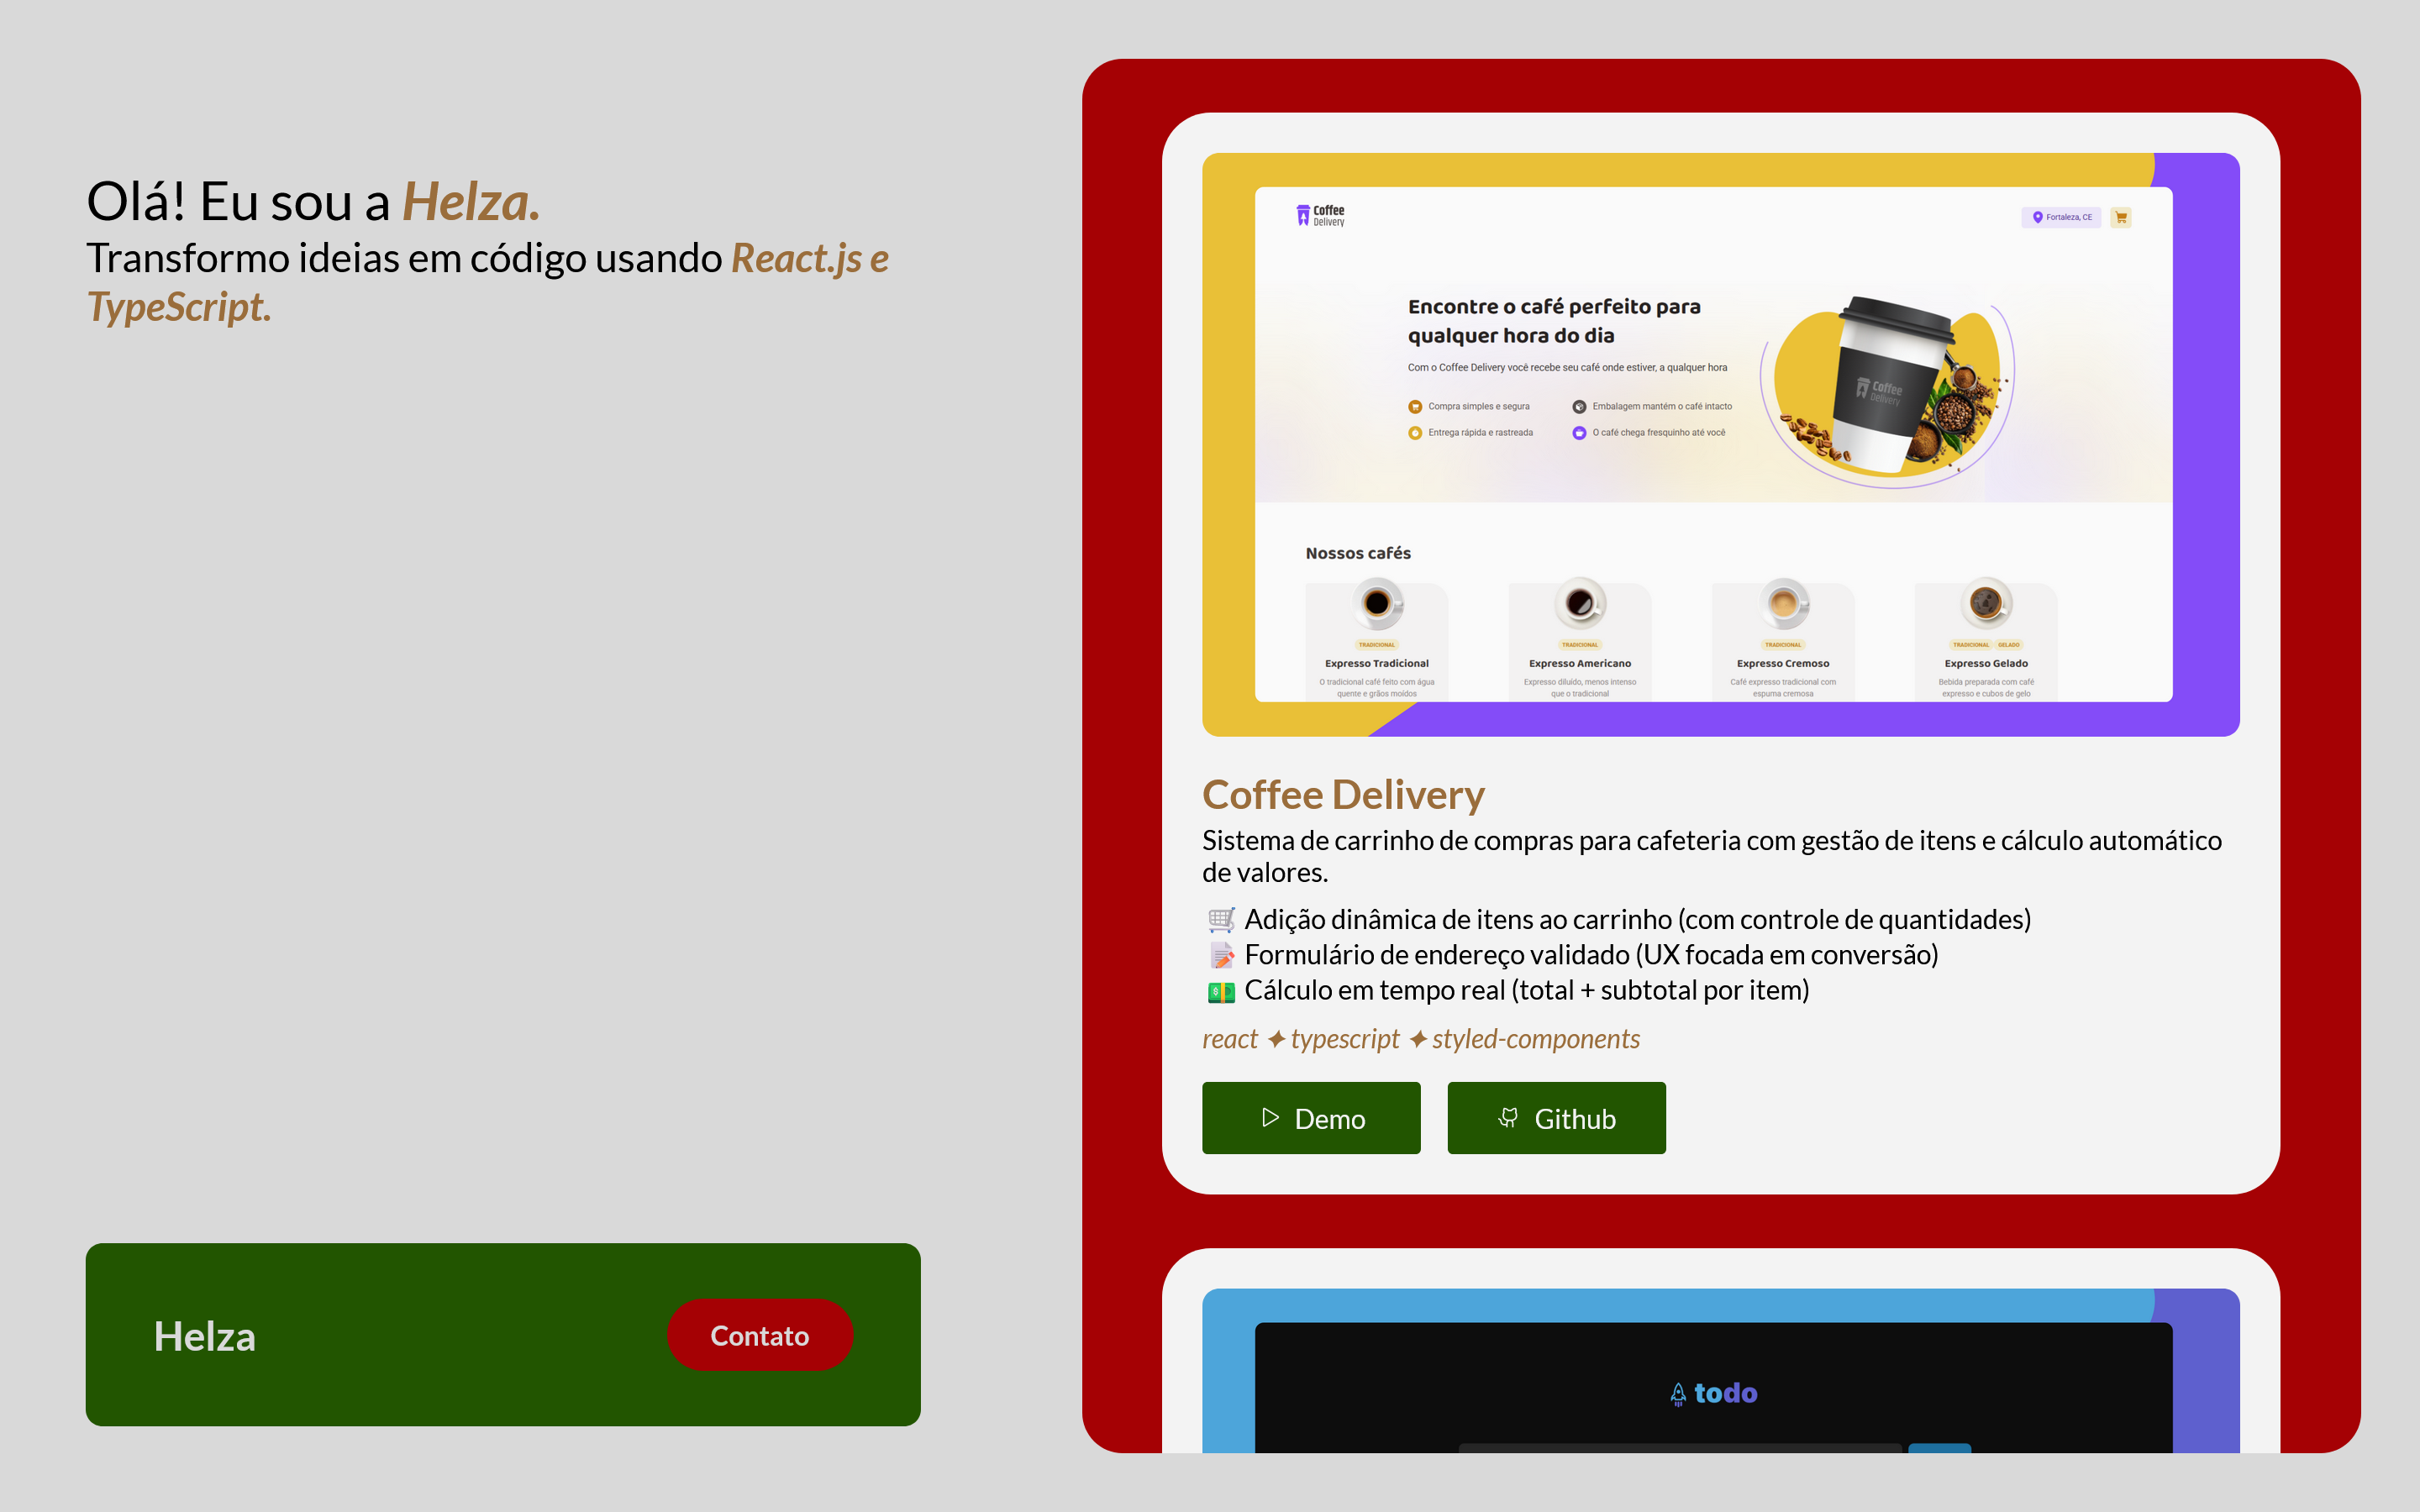 Olá! Eu sou a Helza.
Transformo ideias em código usando React.js e
TypeScript.
Helza
Contato
Coffee
Delivery
Fortaleza, CE
Encontre o café perfeito para
qualquer hora do dia
Com o Coffee Delivery você recebe seu café onde estiver, a qualquer hora
Compra simples e segura
Embalagem mantém o café intacto
Entrega rápida e rastreada
O café chega fresquinho até você
Coffee
Delivery
Nossos cafés
TRADICIONAL
Expresso Tradicional
O tradicional café feito com água
quente e grãos moídos
TRADICIONAL
Expresso Americano
Expresso diluído, menos intenso
que o tradicional
TRADICIONAL
Expresso Cremoso
Café expresso tradicional com
espuma cremosa
TRADICIONAL GELADO
Expresso Gelado
Bebida preparada com café
expresso e cubos de gelo
Coffee Delivery
Sistema de carrinho de compras para cafeteria com gestão de itens e cálculo automático
de valores.
🛒 Adição dinâmica de itens ao carrinho (com controle de quantidades)
📝 Formulário de endereço validado (UX focada em conversão)
💵 Cálculo em tempo real (total + subtotal por item)
react ✦ typescript ✦ styled-components
Demo
Github
todo